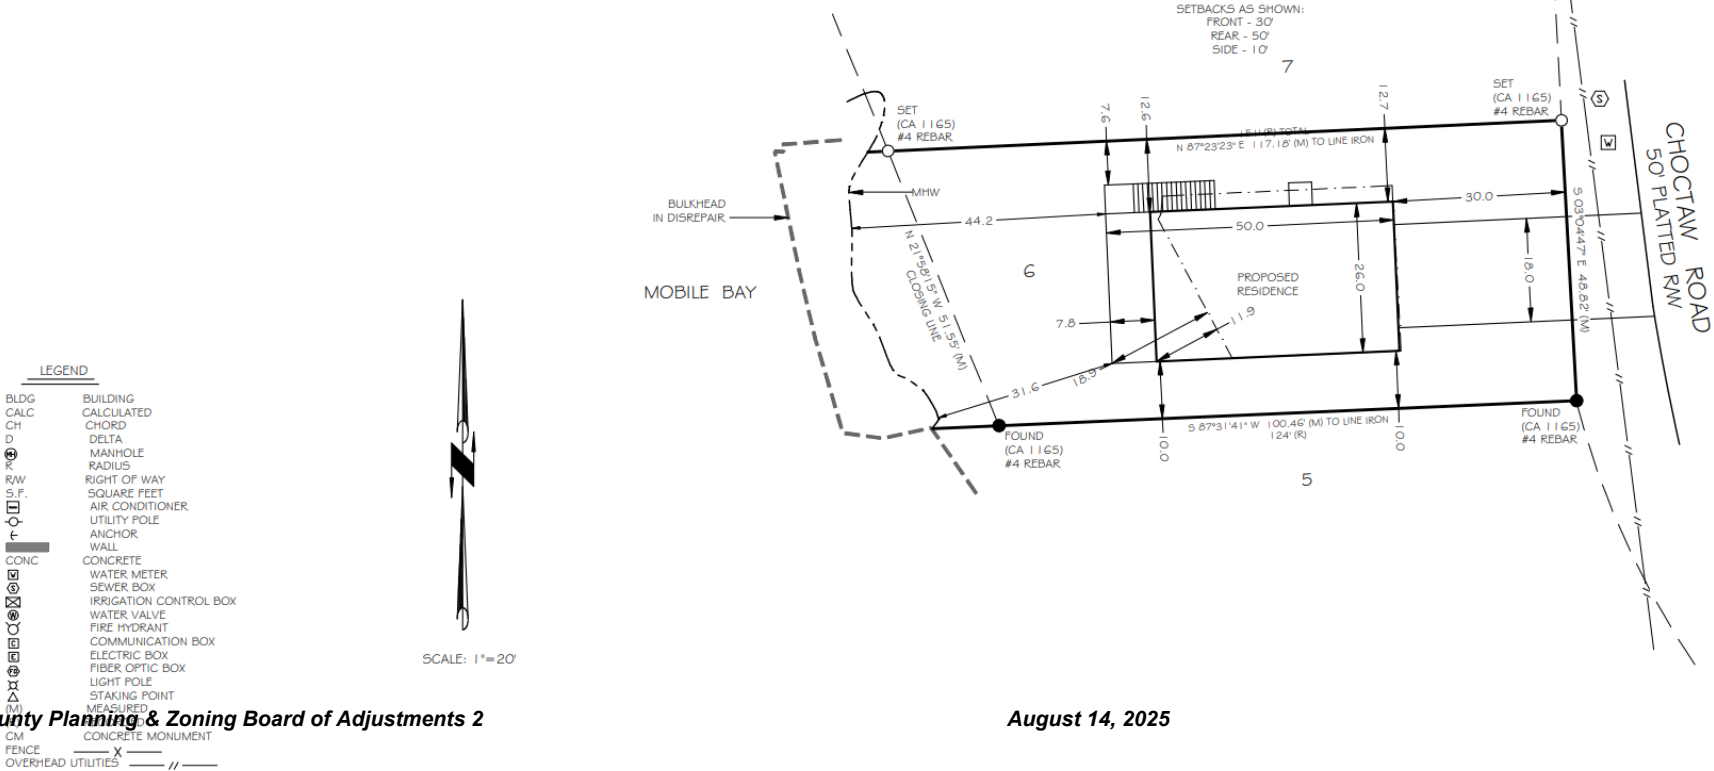 SETBACKS AS SHOWN:
FRONT - 30'
REAR - 50'
SIDE - 10'
7
SET
(CA 1165)
#4 REBAR
SET
(CA 1165)
#4 REBAR
7.6
12.6
12.7
TOTAL
N 87°23'23" E 117.18' (M) TO LINE IRON
S
W
CHOCTAW ROAD
50' PLATTED R/W
BULKHEAD
IN DISREPAIR
MHW
44.2
50.0
30.0
N 21°58'15" W 51.55' (M)
CLOSING LINE
6
PROPOSED
RESIDENCE
26.0
18.0
S 03°04'47" E 48.82' (M)
MOBILE BAY
7.8
11.9
18.9
31.6
10.0
10.0
S 87°31'41" W 100.46' (M) TO LINE IRON
124' (R)
FOUND
(CA 1165)
#4 REBAR
FOUND
(CA 1165)
#4 REBAR
5
SCALE: 1"=20'
LEGEND
BLDG BUILDING
CALC CALCULATED
CH CHORD
D DELTA
MANHOLE
R RADIUS
R/W RIGHT OF WAY
S.F. SQUARE FEET
AIR CONDITIONER
UTILITY POLE
ANCHOR
WALL
CONC CONCRETE
W WATER METER
S SEWER BOX
IRRIGATION CONTROL BOX
W WATER VALVE
FIRE HYDRANT
C COMMUNICATION BOX
E ELECTRIC BOX
FO FIBER OPTIC BOX
LIGHT POLE
STAKING POINT
(M) MEASURED
unty Planning & Zoning Board of Adjustments 2
August 14, 2025
CM CONCRETE MONUMENT
FENCE X
OVERHEAD UTILITIES //